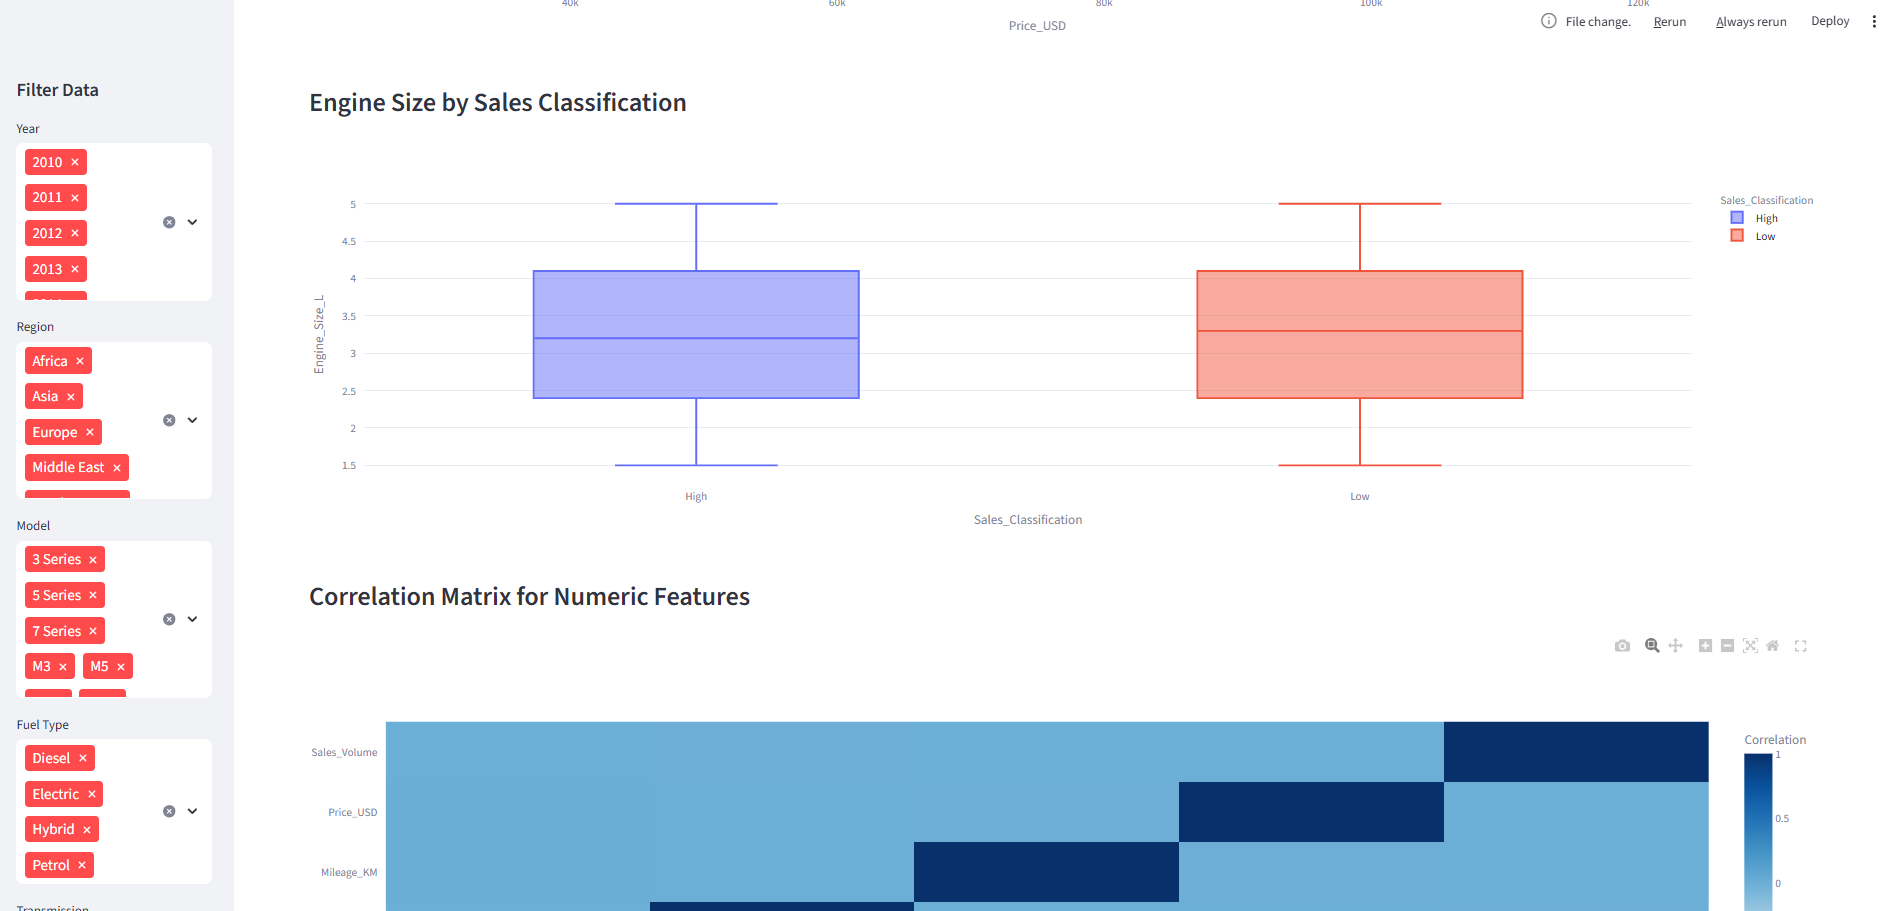 40k 60k 80k 100k 120k
Price_USD
File change. Rerun Always rerun Deploy
Filter Data
Year
2010
2011
2012
2013
Region
Africa
Asia
Europe
Middle East
Model
3 Series
5 Series
7 Series
M3 M5
Fuel Type
Diesel
Electric
Hybrid
Petrol
Transmission
Engine Size by Sales Classification
5
4.5
4
3.5
3
2.5
2
1.5
Engine_Size_L
High Low
Sales_Classification
Sales_Classification
High
Low
Correlation Matrix for Numeric Features
Sales_Volume
Price_USD
Mileage_KM
Correlation
1
0.5
0